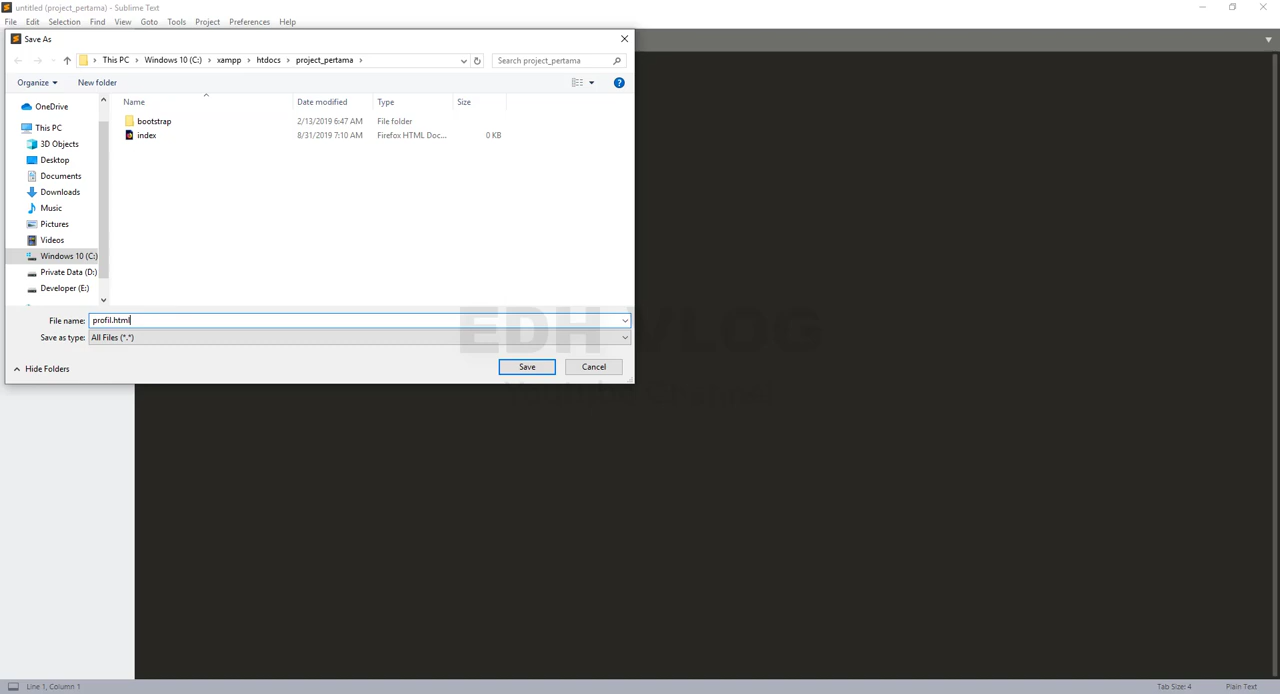 untitled (project_pertama) - Sublime Text
File Edit Selection Find View Goto Tools Project Preferences Help
Save As
This PC Windows 10 (C:) xampp htdocs project_pertama
Search project_pertama
Organize New folder
Name Date modified Type Size
OneDrive
This PC
3D Objects
Desktop
Documents
Downloads
Music
Pictures
Videos
Windows 10 (C:)
Private Data (D:)
Developer (E:)
bootstrap 2/13/2019 6:47 AM File folder
index 8/31/2019 7:10 AM Firefox HTML Doc... 0 KB
File name: profil.html
Save as type: All Files (*.*)
Hide Folders
Save Cancel
EDH VLOG
Youtube Channel
Line 1, Column 1
Tab Size: 4 Plain Text